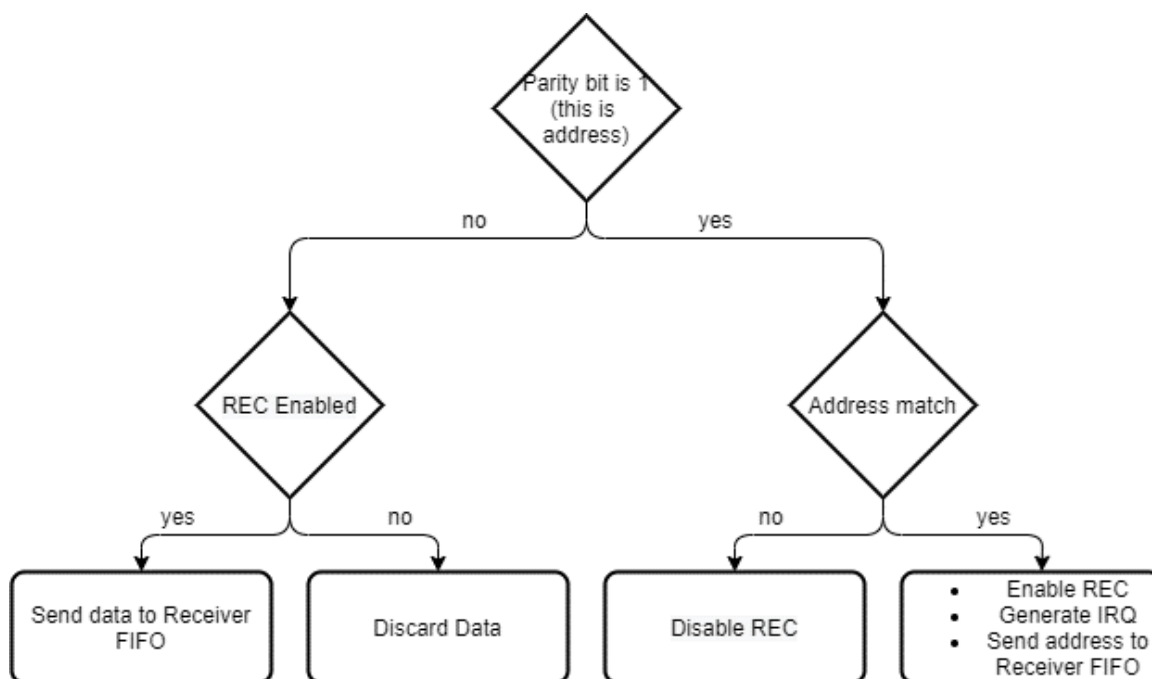 Parity bit is 1
(this is
address)
no
yes
REC Enabled
Address match
yes
no
no
yes
Send data to Receiver
FIFO
Discard Data
Disable REC
• Enable REC
• Generate IRQ
• Send address to
Receiver FIFO